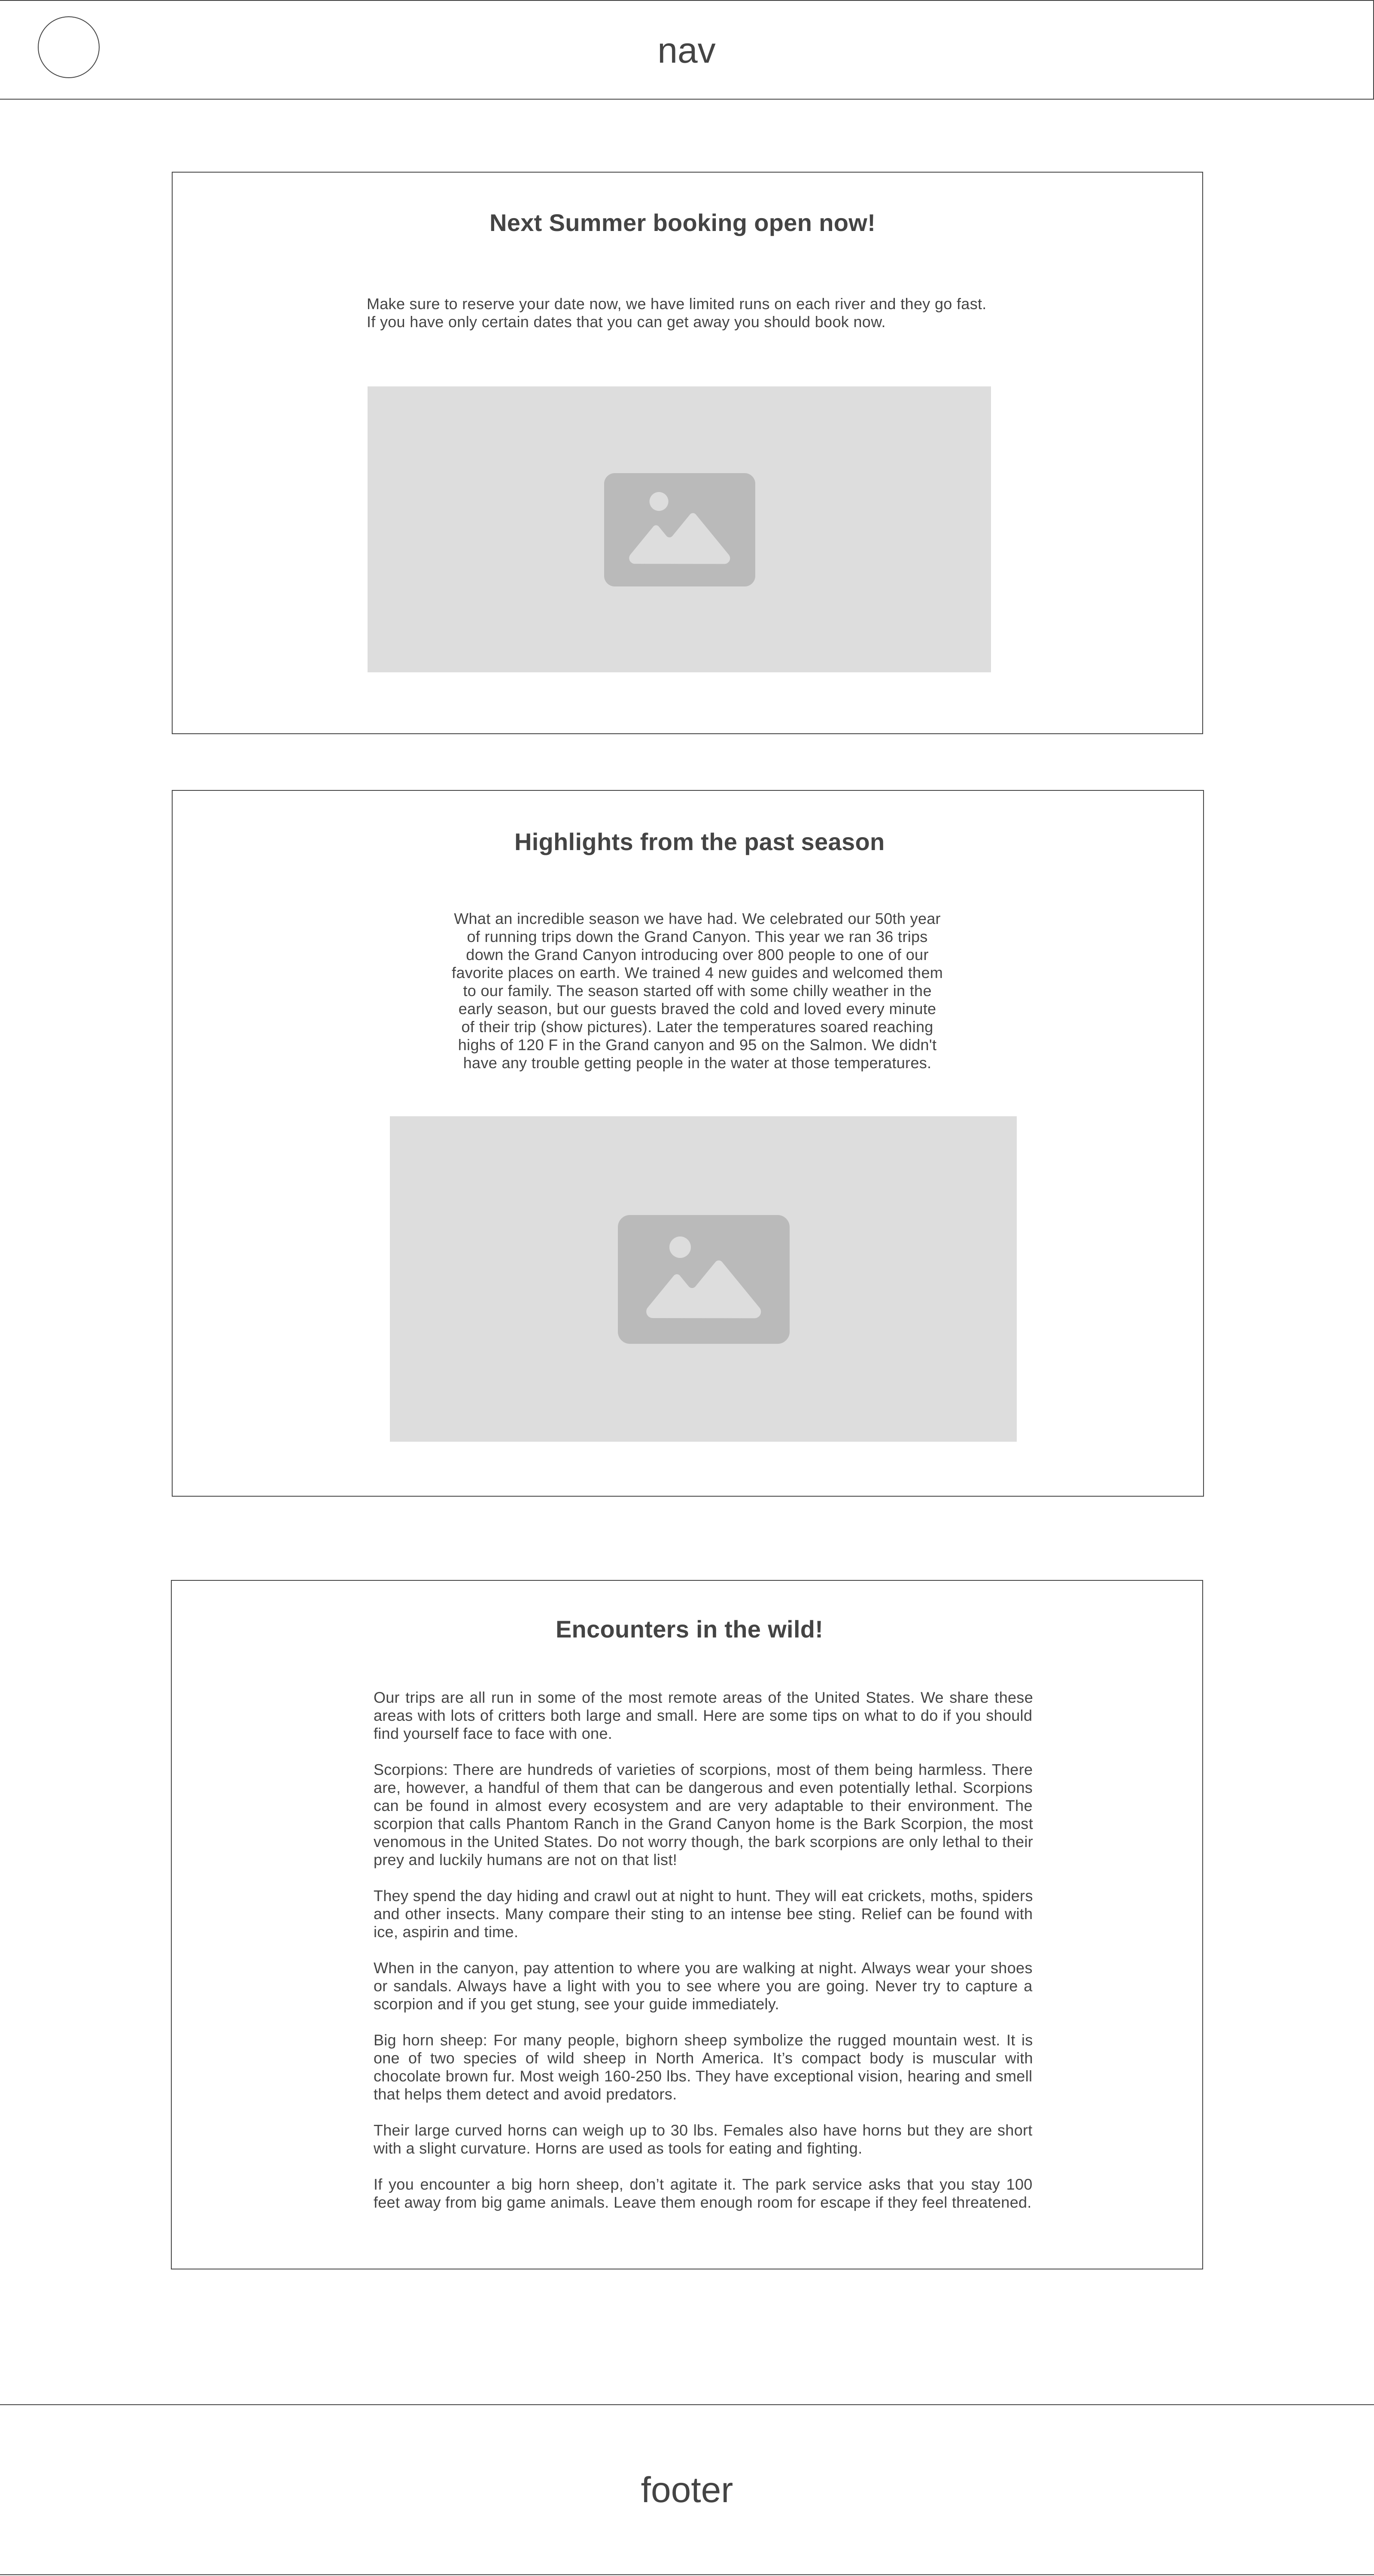 nav
Next Summer booking open now!
Make sure to reserve your date now, we have limited runs on each river and they go fast.
If you have only certain dates that you can get away you should book now.
Highlights from the past season
What an incredible season we have had. We celebrated our 50th year
of running trips down the Grand Canyon. This year we ran 36 trips
down the Grand Canyon introducing over 800 people to one of our
favorite places on earth. We trained 4 new guides and welcomed them
to our family. The season started off with some chilly weather in the
early season, but our guests braved the cold and loved every minute
of their trip (show pictures). Later the temperatures soared reaching
highs of 120 F in the Grand canyon and 95 on the Salmon. We didn't
have any trouble getting people in the water at those temperatures.
Encounters in the wild!
Our trips are all run in some of the most remote areas of the United States. We share these
areas with lots of critters both large and small. Here are some tips on what to do if you should
find yourself face to face with one.
Scorpions: There are hundreds of varieties of scorpions, most of them being harmless. There
are, however, a handful of them that can be dangerous and even potentially lethal. Scorpions
can be found in almost every ecosystem and are very adaptable to their environment. The
scorpion that calls Phantom Ranch in the Grand Canyon home is the Bark Scorpion, the most
venomous in the United States. Do not worry though, the bark scorpions are only lethal to their
prey and luckily humans are not on that list!
They spend the day hiding and crawl out at night to hunt. They will eat crickets, moths, spiders
and other insects. Many compare their sting to an intense bee sting. Relief can be found with
ice, aspirin and time.
When in the canyon, pay attention to where you are walking at night. Always wear your shoes
or sandals. Always have a light with you to see where you are going. Never try to capture a
scorpion and if you get stung, see your guide immediately.
Big horn sheep: For many people, bighorn sheep symbolize the rugged mountain west. It is
one of two species of wild sheep in North America. It’s compact body is muscular with
chocolate brown fur. Most weigh 160-250 lbs. They have exceptional vision, hearing and smell
that helps them detect and avoid predators.
Their large curved horns can weigh up to 30 lbs. Females also have horns but they are short
with a slight curvature. Horns are used as tools for eating and fighting.
If you encounter a big horn sheep, don’t agitate it. The park service asks that you stay 100
feet away from big game animals. Leave them enough room for escape if they feel threatened.
footer